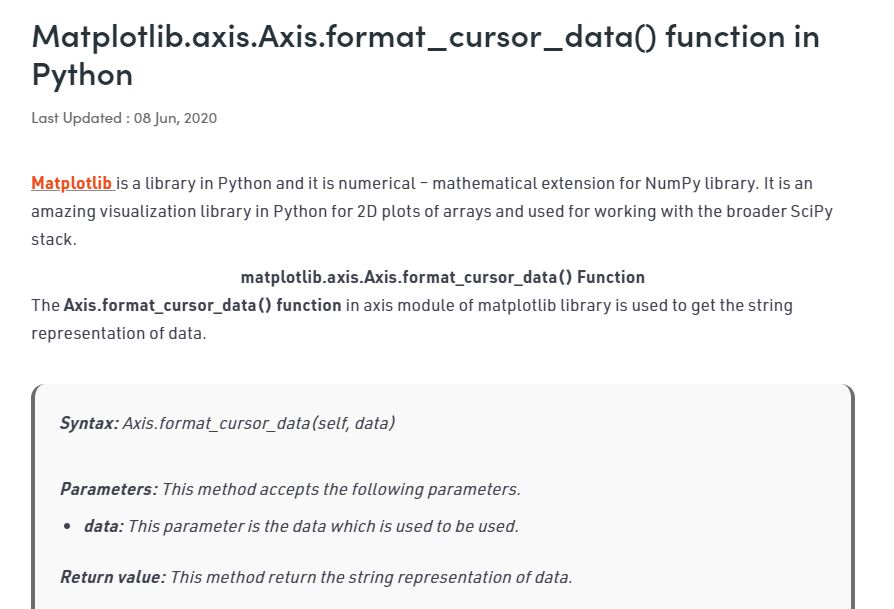 Matplotlib.axis.Axis.format_cursor_data() function in
Python
Last Updated : 08 Jun, 2020
Matplotlib is a library in Python and it is numerical – mathematical extension for NumPy library. It is an
amazing visualization library in Python for 2D plots of arrays and used for working with the broader SciPy
stack.
matplotlib.axis.Axis.format_cursor_data() Function
The Axis.format_cursor_data() function in axis module of matplotlib library is used to get the string
representation of data.
Syntax: Axis.format_cursor_data(self, data)
Parameters: This method accepts the following parameters.
• data: This parameter is the data which is used to be used.
Return value: This method return the string representation of data.